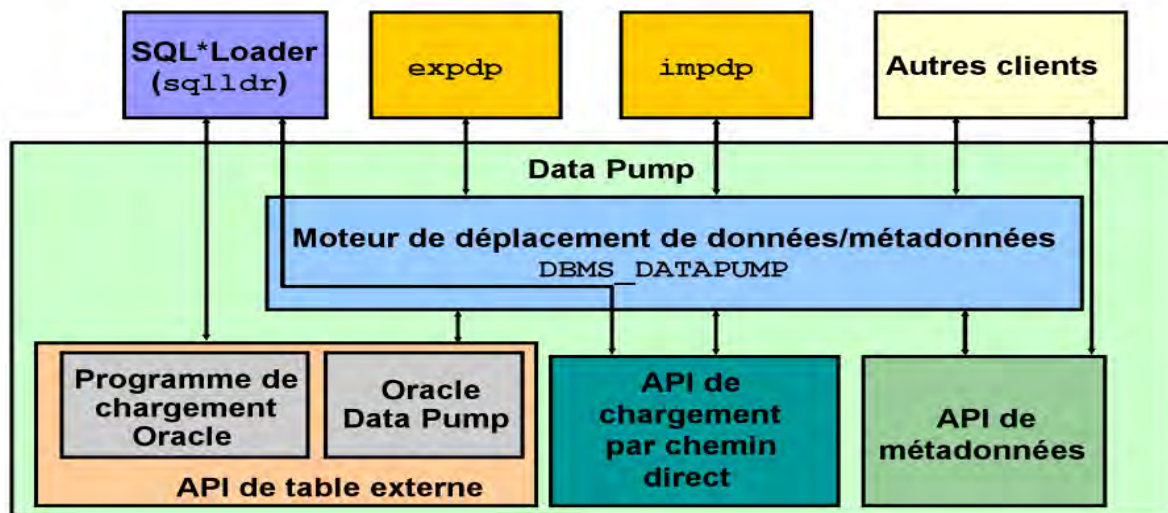 SQL*Loader
(sqlldr)
expdp
impdp
Autres clients
Data Pump
Moteur de déplacement de données/métadonnées
DBMS_DATAPUMP
Programme de
chargement
Oracle
Oracle
Data Pump
API de table externe
API de
chargement
par chemin
direct
API de
métadonnées